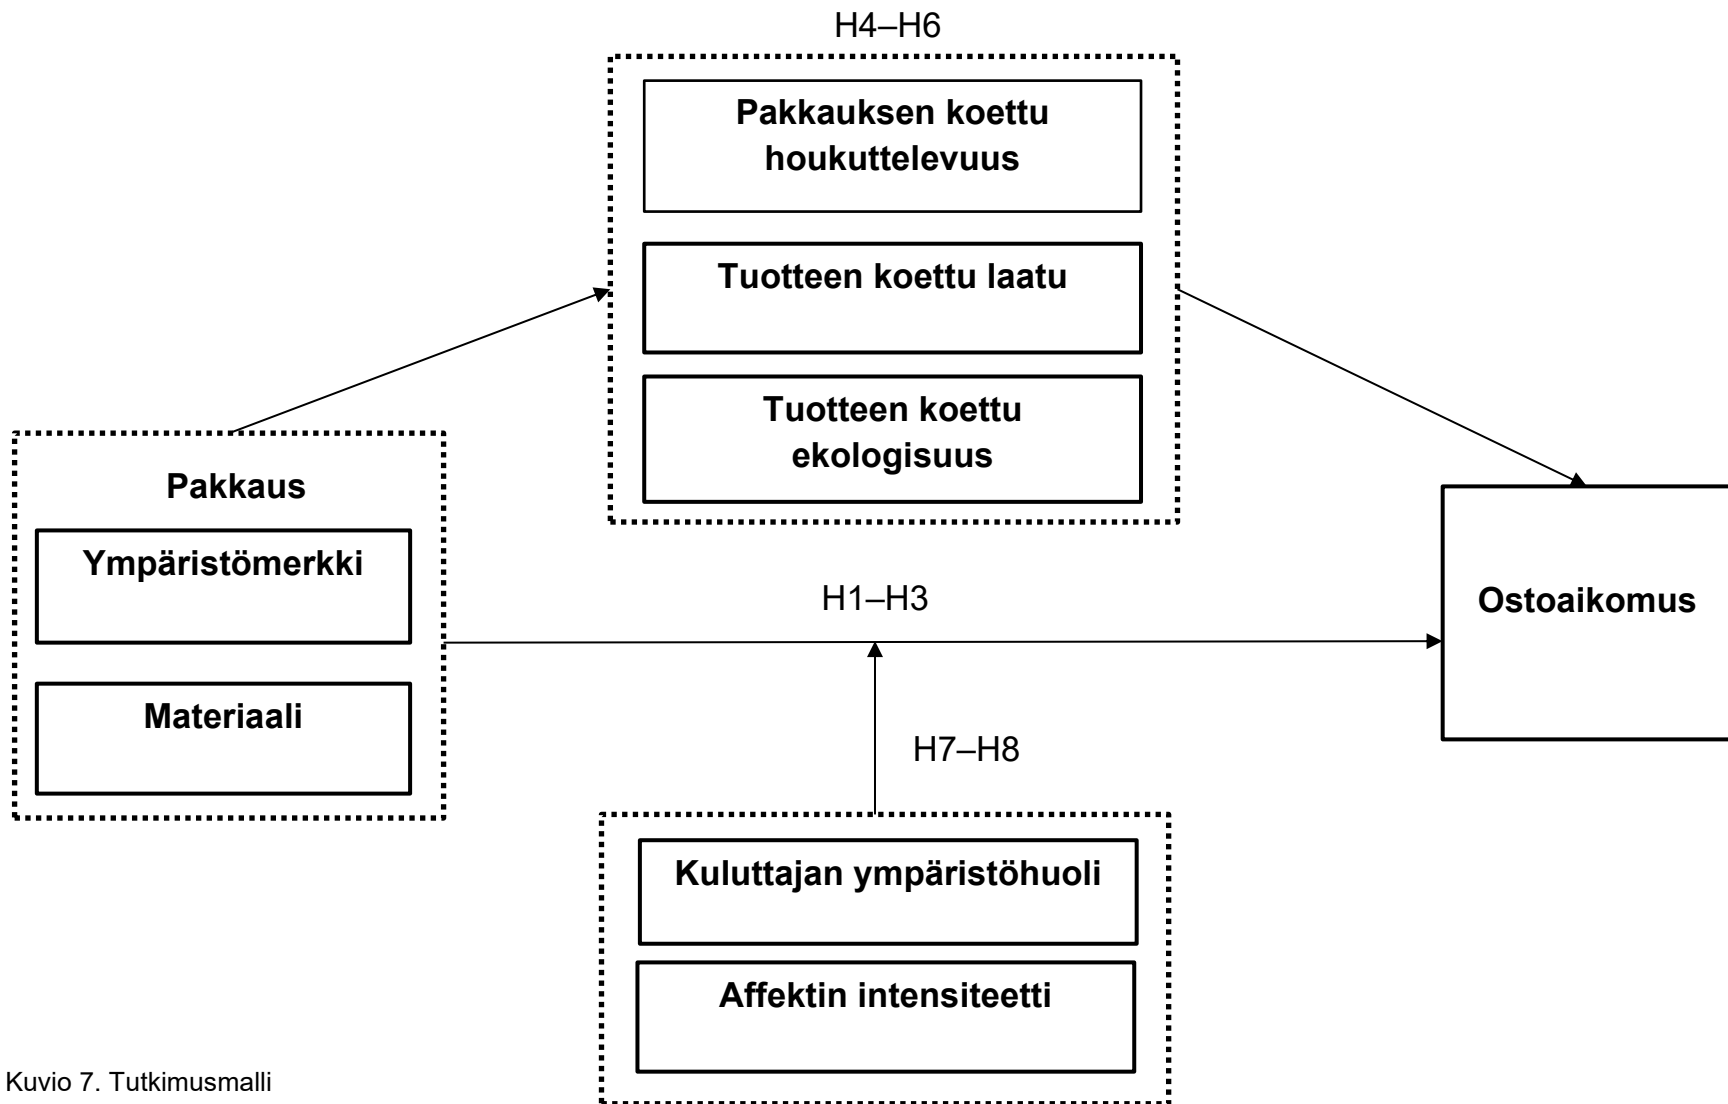 H4–H6
Pakkauksen koettu
houkuttelevuus
Tuotteen koettu laatu
Tuotteen koettu
ekologisuus
Pakkaus
Ympäristömerkki
Materiaali
H1–H3
Ostoaikomus
H7–H8
Kuluttajan ympäristöhuoli
Affektin intensiteetti
Kuvio 7. Tutkimusmalli